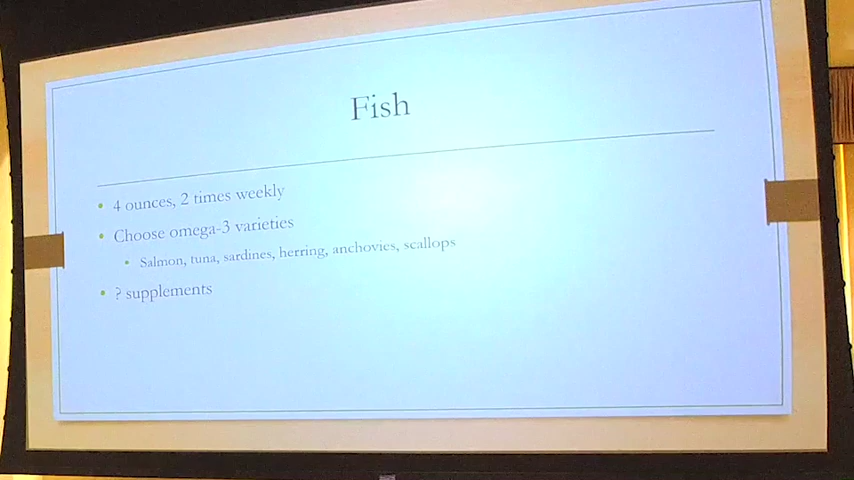 Fish
• 4 ounces, 2 times weekly
• Choose omega-3 varieties
• Salmon, tuna, sardines, herring, anchovies, scallops
• ? supplements